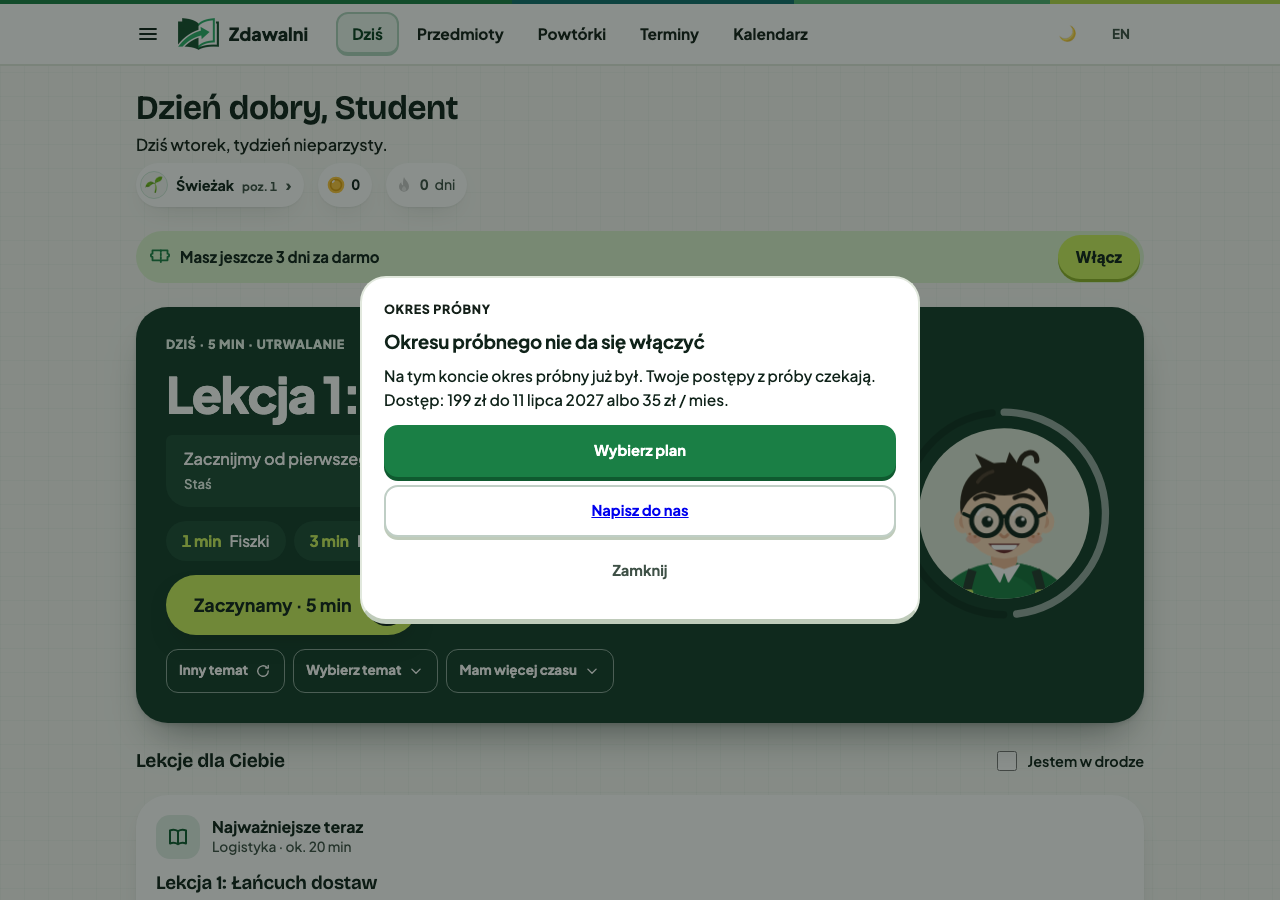 Zdawalni
Dziś
Przedmioty
Powtórki
Terminy
Kalendarz
EN
Dzień dobry, Student
Dziś wtorek, tydzień nieparzysty.
Świeżak poz. 1 ›
0
0 dni
Masz jeszcze 3 dni za darmo
Włącz
DZIŚ · 5 MIN · UTRWALANIE
Lekcja 1:
Zacznijmy od pierwsze
Staś
1 min Fiszki
3 min
Zaczynamy · 5 min
Inny temat
Wybierz temat
Mam więcej czasu
OKRES PRÓBNY
Okresu próbnego nie da się włączyć
Na tym koncie okres próbny już był. Twoje postępy z próby czekają.
Dostęp: 199 zł do 11 lipca 2027 albo 35 zł / mies.
Wybierz plan
Napisz do nas
Zamknij
Lekcje dla Ciebie
Jestem w drodze
Najważniejsze teraz
Logistyka · ok. 20 min
Lekcja 1: Łańcuch dostaw